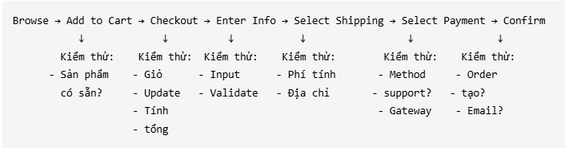 Browse → Add to Cart → Checkout → Enter Info → Select Shipping → Select Payment → Confirm
↓ ↓ ↓ ↓ ↓ ↓
Kiểm thử: Kiểm thử: Kiểm thử: Kiểm thử: Kiểm thử: Kiểm thử:
- Sản phẩm - Giỏ - Input - Phí tính - Method - Order
có sẵn? - Update - Validate - Địa chỉ support? - tạo?
- Tính - Gateway - Email?
- tổng